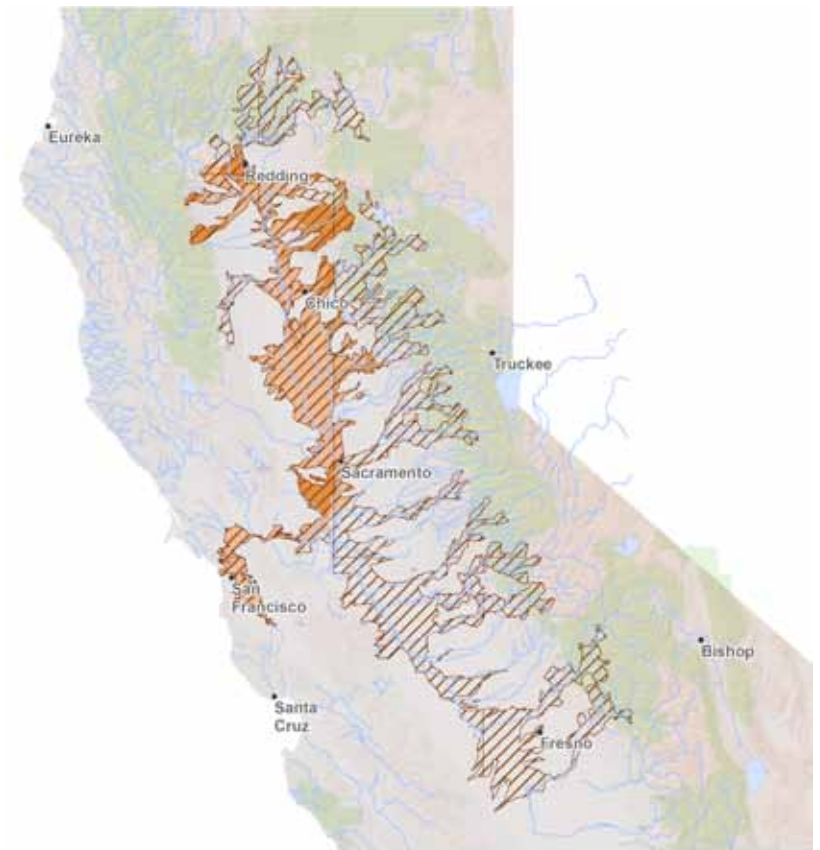 Eureka
Redding
Chico
Truckee
Sacramento
San
Francisco
Bishop
Santa
Cruz
Fresno